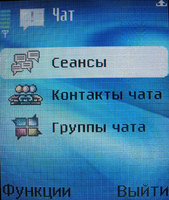 Чат
Сеансы
Контакты чата
Группы чата
Функции Выйти